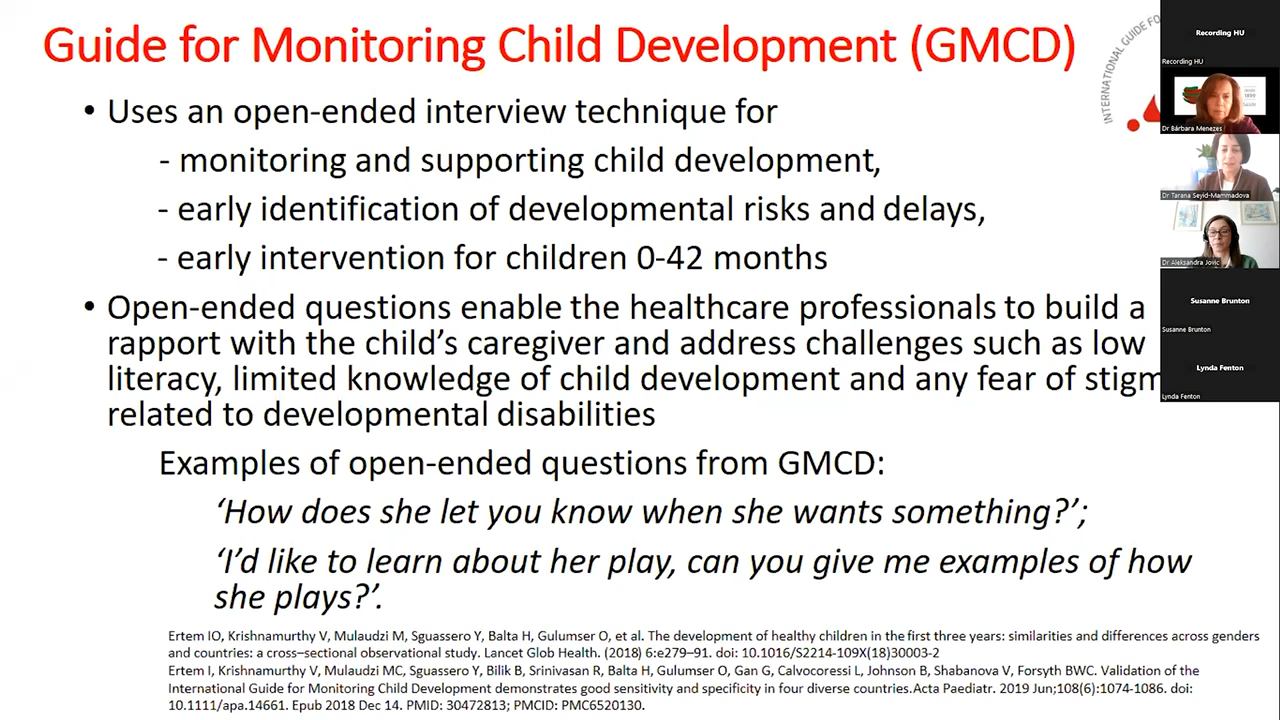 Guide for Monitoring Child Development (GMCD)
INTERNATIONAL GUIDE FO
• Uses an open-ended interview technique for
- monitoring and supporting child development,
- early identification of developmental risks and delays,
- early intervention for children 0-42 months
• Open-ended questions enable the healthcare professionals to build a
rapport with the child's caregiver and address challenges such as low
literacy, limited knowledge of child development and any fear of stigm
related to developmental disabilities
Examples of open-ended questions from GMCD:
‘How does she let you know when she wants something?’;
‘I’d like to learn about her play, can you give me examples of how
she plays?’.
Ertem IO, Krishnamurthy V, Mulaudzi M, Sguassero Y, Balta H, Gulumser O, et al. The development of healthy children in the first three years: similarities and differences across genders
and countries: a cross–sectional observational study. Lancet Glob Health. (2018) 6:e279–91. doi: 10.1016/S2214-109X(18)30003-2
Ertem I, Krishnamurthy V, Mulaudzi MC, Sguassero Y, Bilik B, Srinivasan R, Balta H, Gulumser O, Gan G, Calvocoressi L, Johnson B, Shabanova V, Forsyth BWC. Validation of the
International Guide for Monitoring Child Development demonstrates good sensitivity and specificity in four diverse countries.Acta Paediatr. 2019 Jun;108(6):1074-1086. doi:
10.1111/apa.14661. Epub 2018 Dec 14. PMID: 30472813; PMCID: PMC6520130.
Recording HU
Recording HU
Dr Bárbara Menezes
Dr Tarana Seyid-Mammadova
Dr Aleksandra Jovic
Susanne Brunton
Susanne Brunton
Lynda Fenton
Lynda Fenton